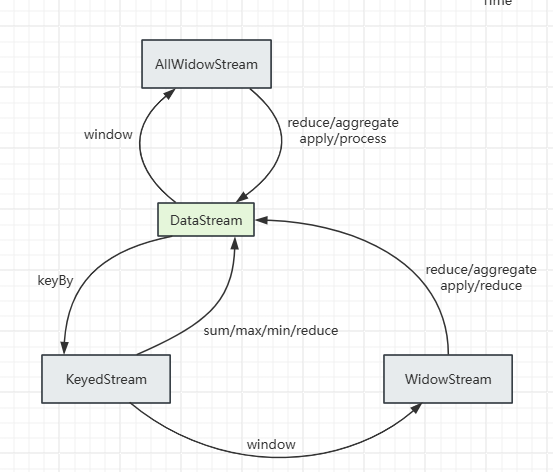 Time
AllWidowStream
window
reduce/aggregate
apply/process
DataStream
keyBy
reduce/aggregate
apply/reduce
sum/max/min/reduce
KeyedStream
WidowStream
window